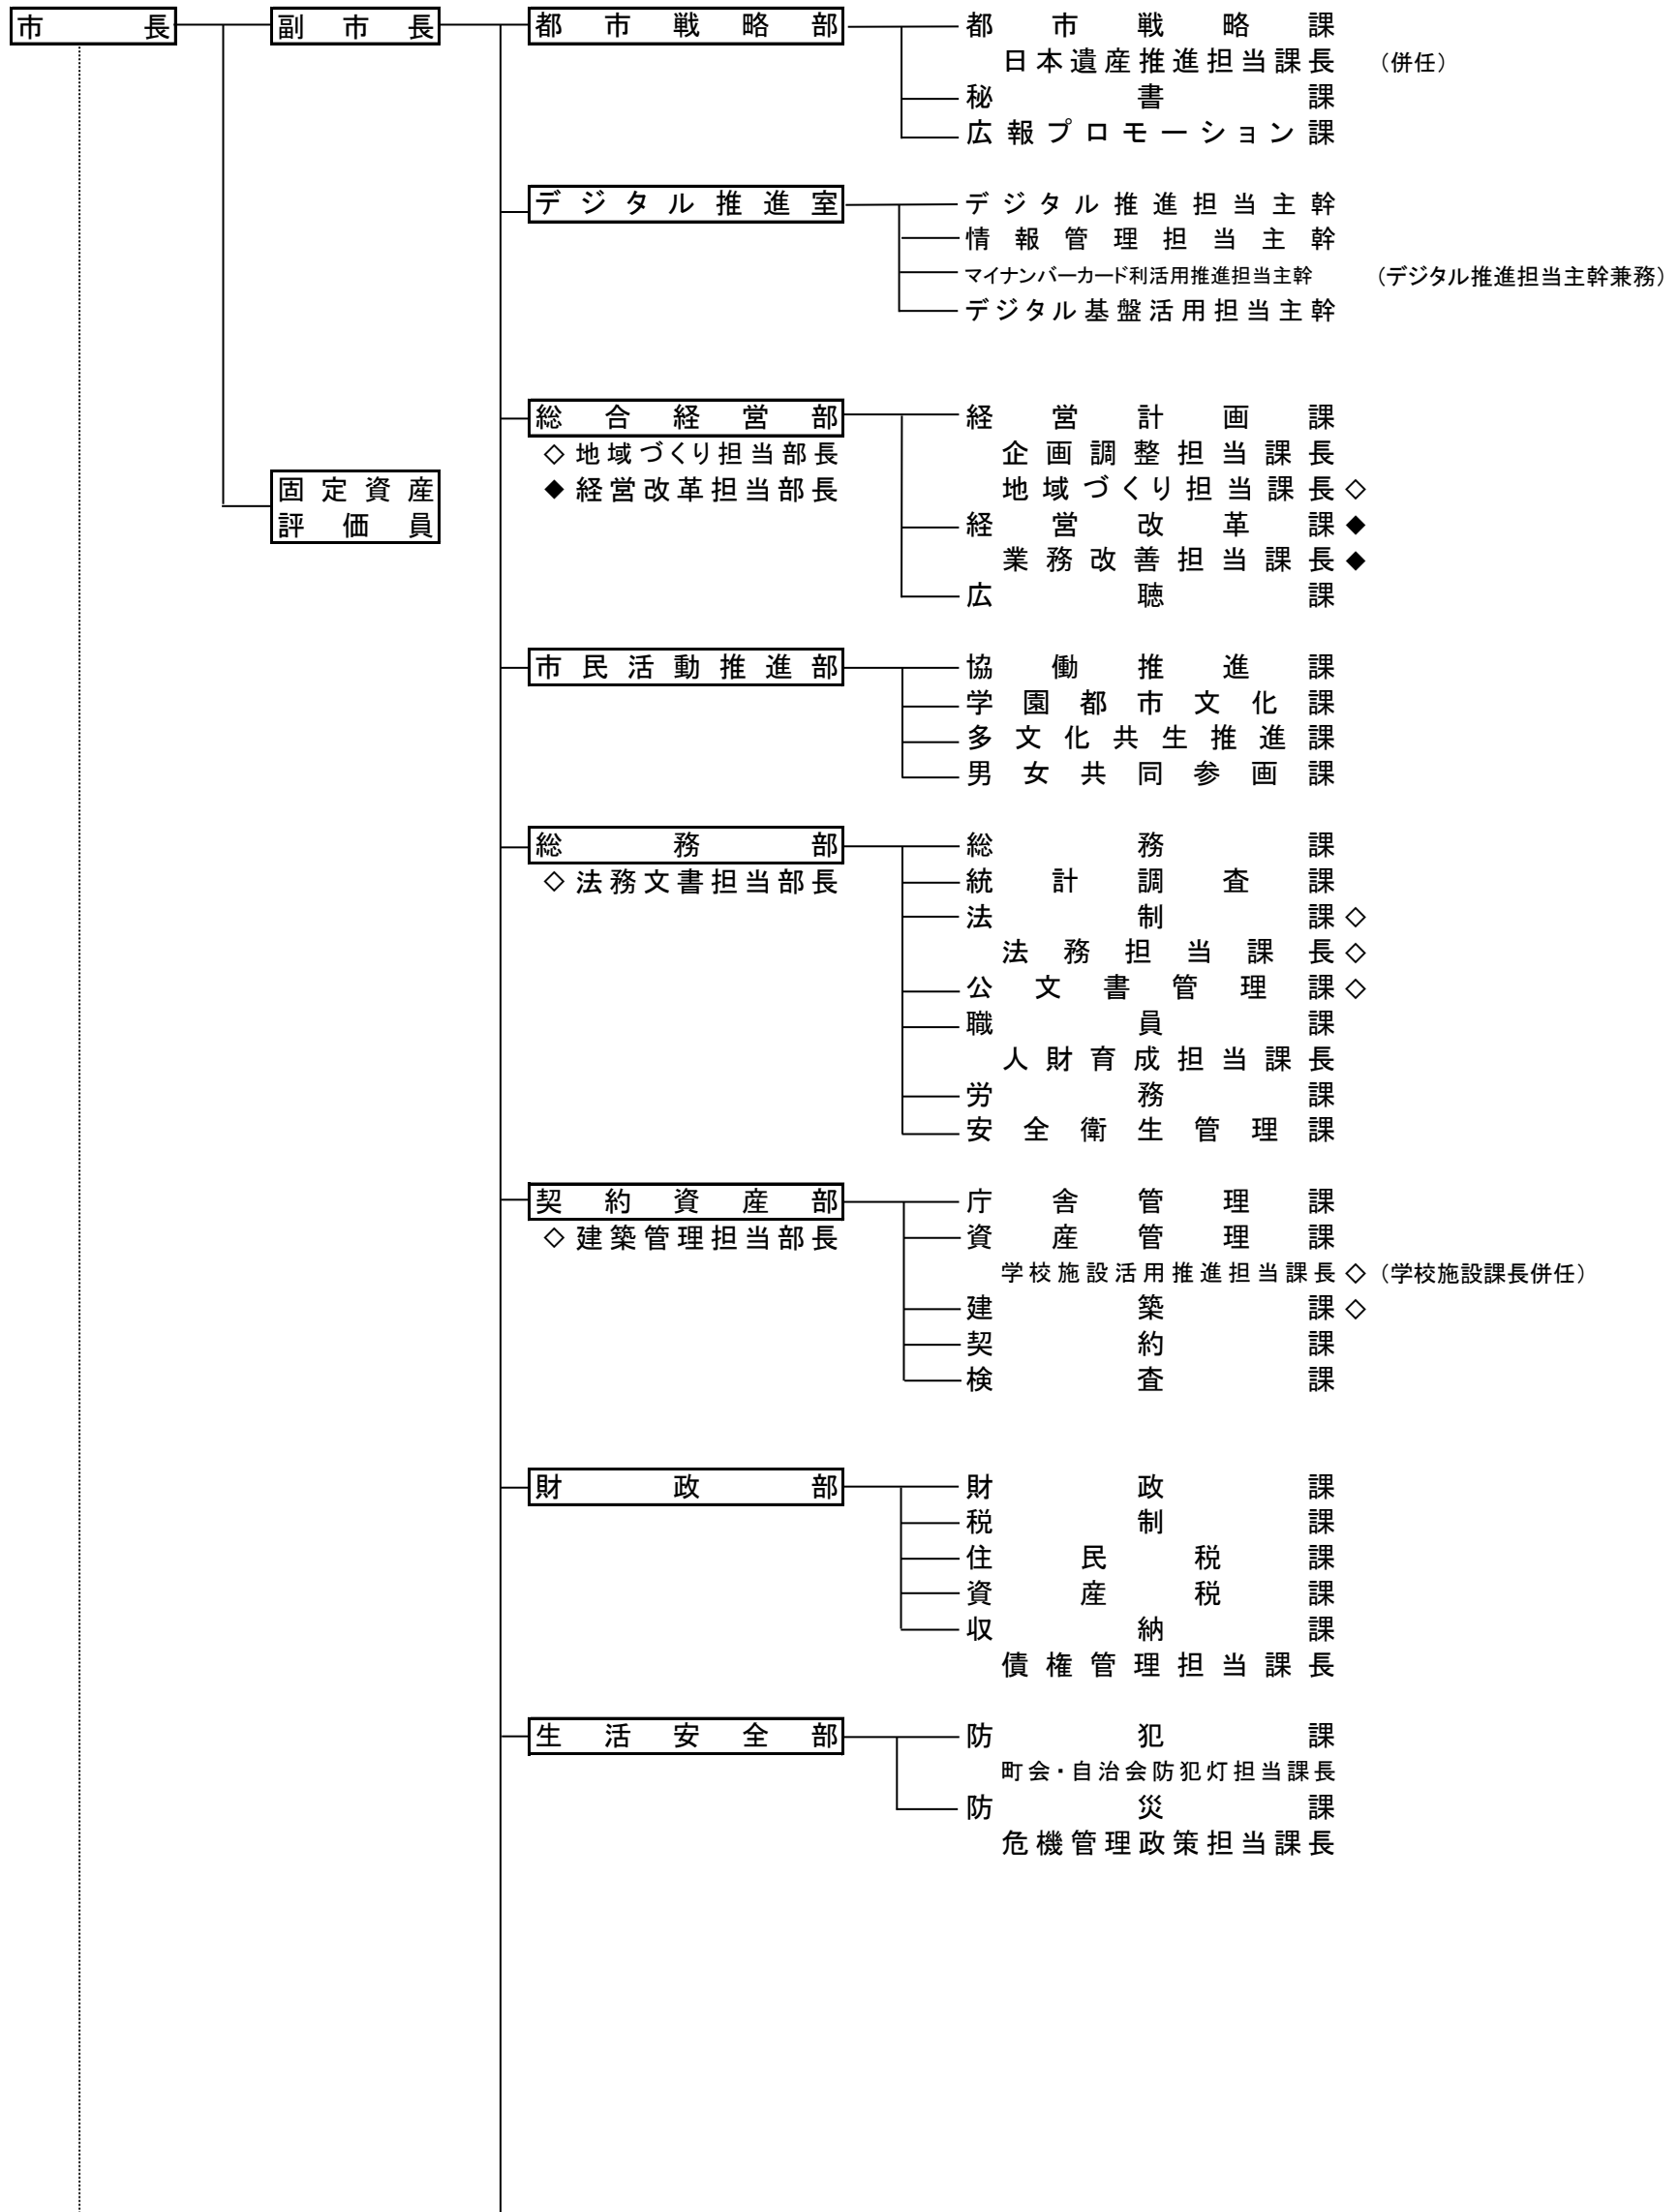 市長 副市長 都市戦略部 都市戦略課
日本遺産推進担当課長 （併任）
秘書課
広報プロモーション課
デジタル推進室 デジタル推進担当主幹
情報管理担当主幹
マイナンバーカード利活用推進担当主幹 （デジタル推進担当主幹兼務）
デジタル基盤活用担当主幹
総合経営部 経営計画課
◇ 地域づくり担当部長 企画調整担当課長
固定資産 ◆ 経営改革担当部長 地域づくり担当課長 ◇
評価員 経営改革課 ◆
業務改善担当課長 ◆
広聴課
市民活動推進部 協働推進課
学園都市文化課
多文化共生推進課
男女共同参画課
総務部 総務課
◇ 法務文書担当部長 統計調査課
法制課 ◇
法務担当課長 ◇
公文書管理課 ◇
職員課
人財育成担当課長
労務課
安全衛生管理課
契約資産部 庁舎管理課
◇ 建築管理担当部長 資産管理課
学校施設活用推進担当課長 ◇ （学校施設課長併任）
建築課 ◇
契約課
検査課
財政部 財政課
税制課
住民税課
資産税課
収納課
債権管理担当課長
生活安全部 防犯課
町会・自治会防犯灯担当課長
防災課
危機管理政策担当課長